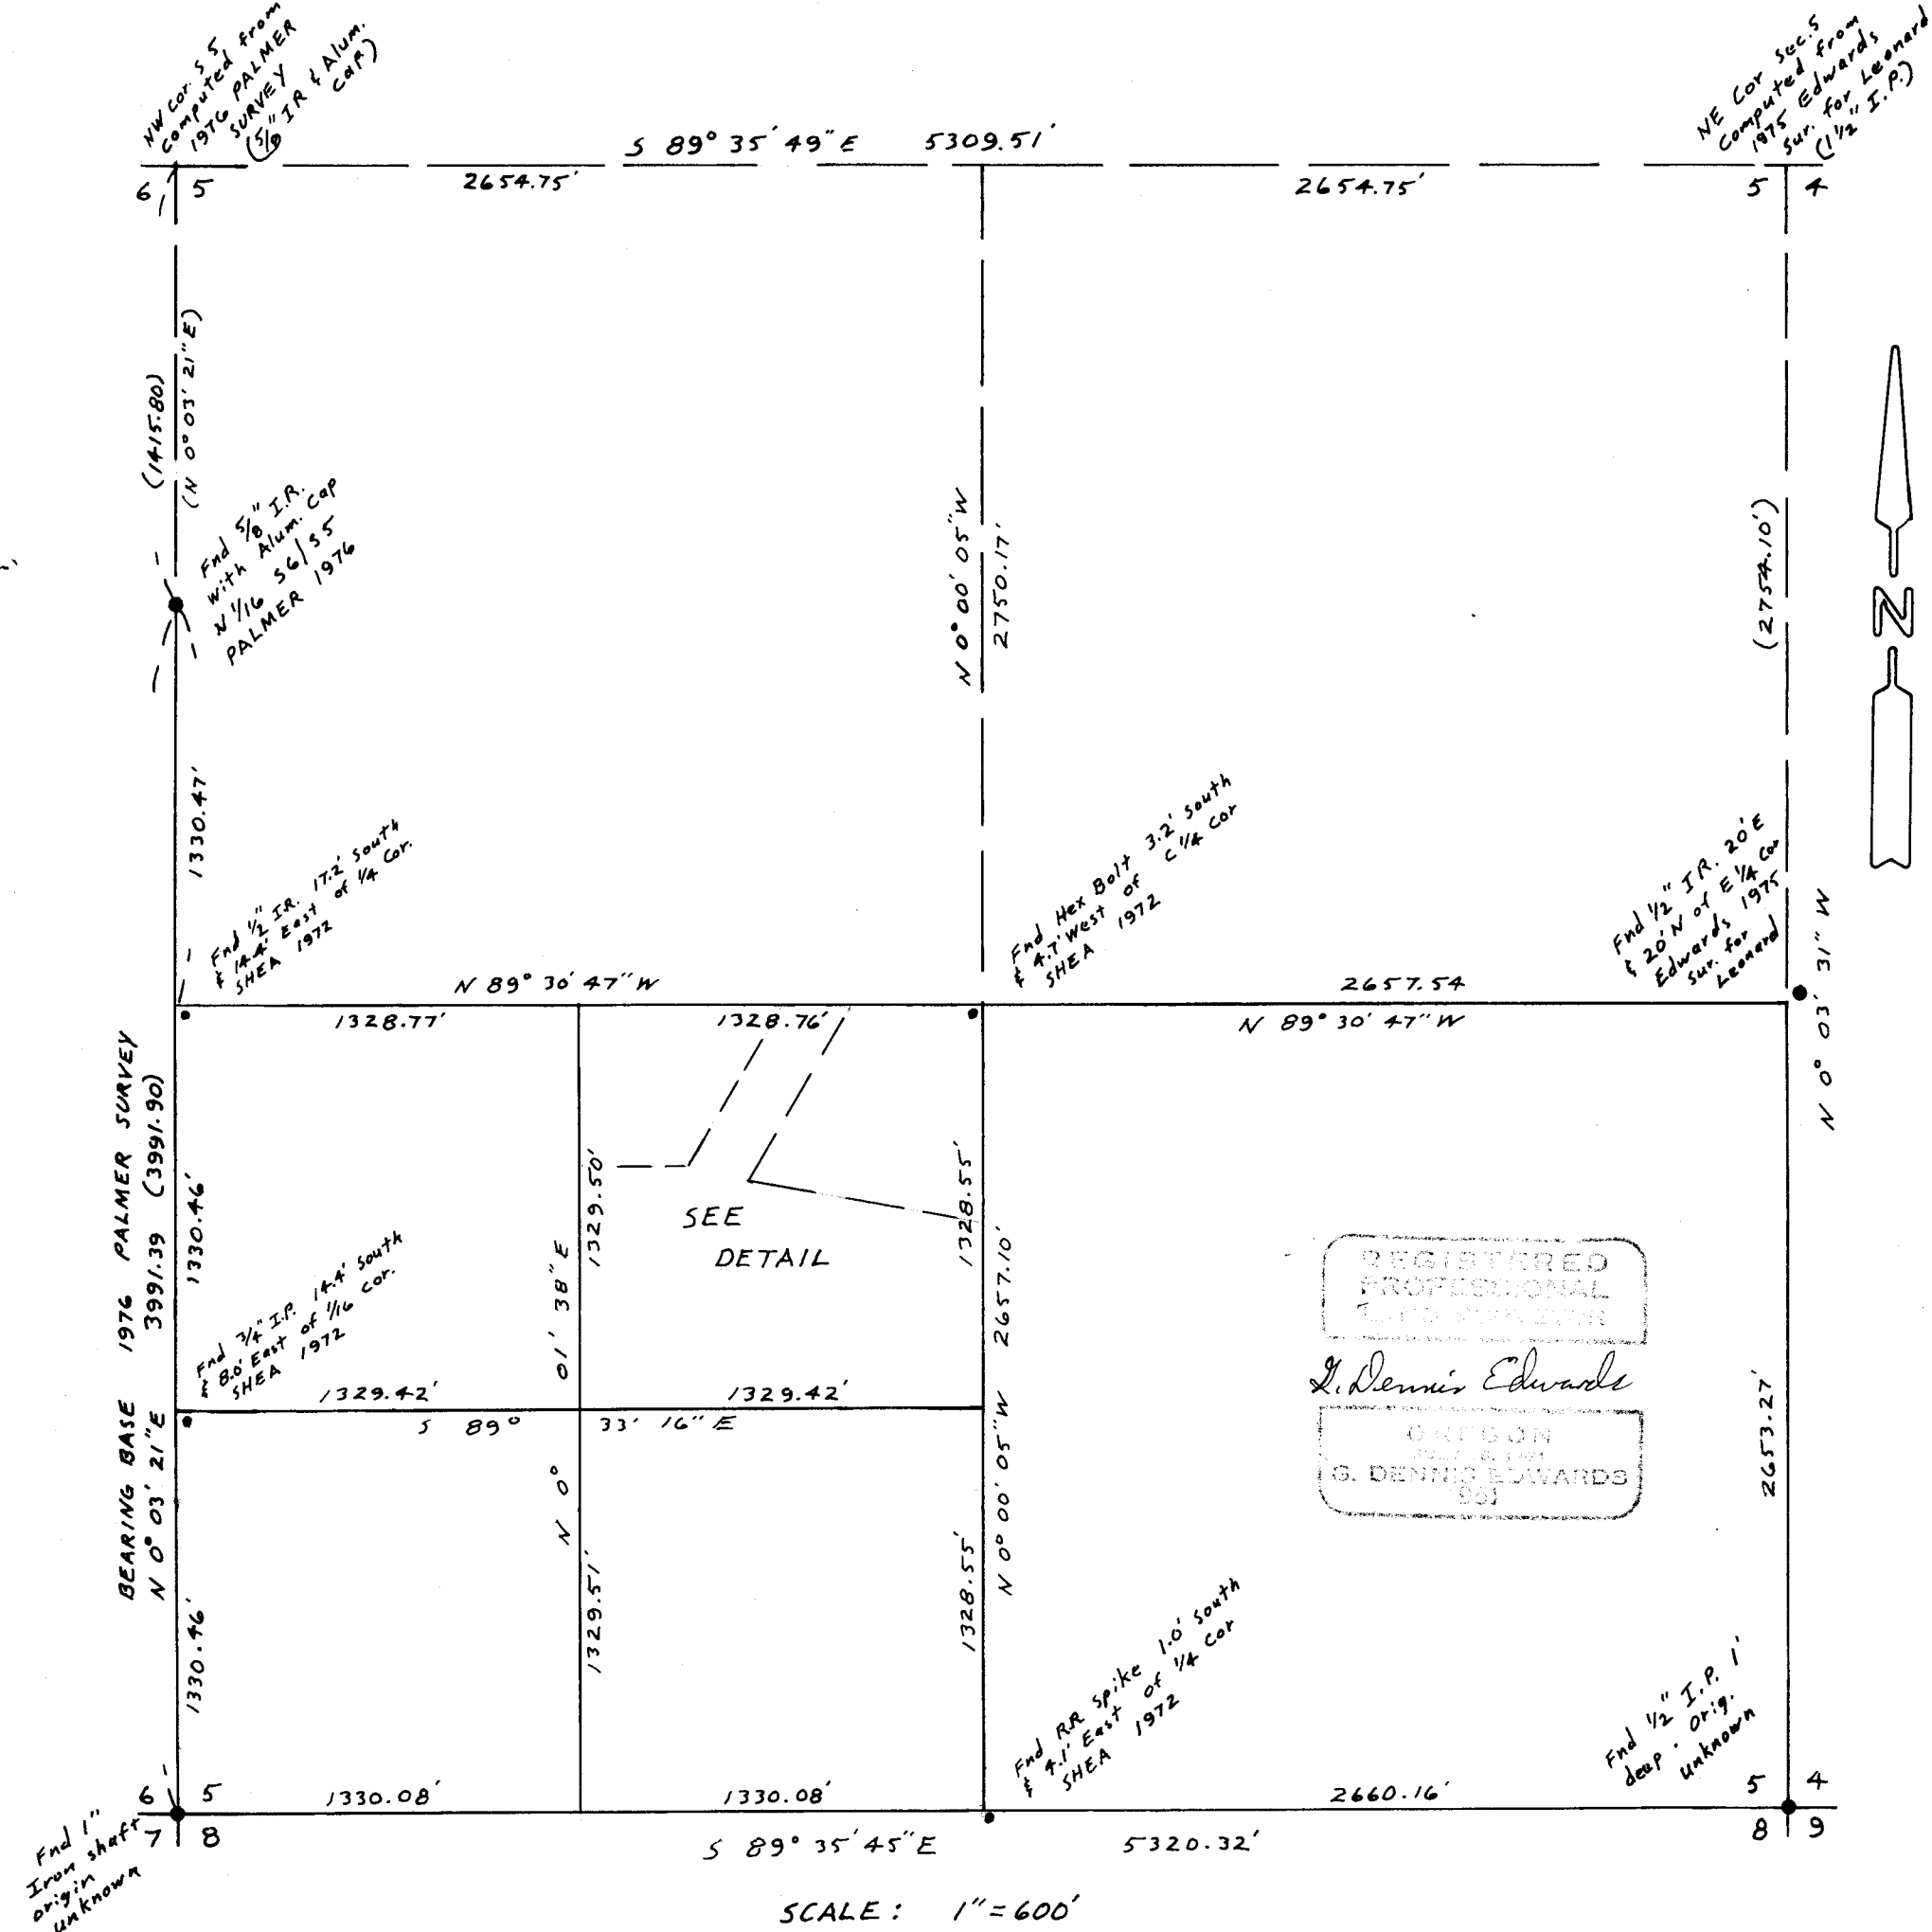 NW Cor. S 5
Computed from
1976 PALMER
SURVEY
(5/8" IR & Alum.
CAP)
NE Cor Sec. 5
Computed from
1975 Edwards
Sur. for Leonard
(1 1/2" I.P.)
S 89° 35' 49" E 5309.51'
6 5
2654.75'
2654.75'
5 4
(1415.80)
(N 0° 03' 21" E)
Fnd 5/8" I.R.
with Alum. Cap
N 1/16 S6/S5
PALMER 1976
N 0° 00' 05" W
2750.17'
(2754.10')
N
1330.47'
Fnd 1/2" I.R. 17.2' South
& 14.4' East of 1/4 Cor.
SHEA 1972
Fnd Hex Bolt 3.2' South
& 4.7' West of C 1/4 Cor
SHEA 1972
Fnd 1/2" I.R. 20' E
& 20' N of E 1/4 Cor
Edwards 1975
Sur. for
Leonard
N 0° 03' 31" W
N 89° 30' 47" W
2657.54
1328.77'
1328.76'
N 89° 30' 47" W
BEARING BASE 1976 PALMER SURVEY
N 0° 03' 21" E 3991.39 (3991.90)
1330.46'
1329.50'
SEE
DETAIL
1328.55'
N 0° 00' 05" W 2657.10'
Fnd 3/4" I.P. 14.4' South
& 8.0' East of 1/16 cor.
SHEA 1972
N 0° 01' 38" E
1329.42'
1329.42'
S 89° 33' 16" E
REGISTERED
PROFESSIONAL
G. Dennis Edwards
OREGON
G. DENNIS EDWARDS
2653.27'
1330.46'
1329.51'
1328.55'
Fnd RR Spike 1.0' South
& 4.1' East of 1/4 Cor
SHEA 1972
Fnd 1/2" I.P. 1'
deep. Orig.
unknown
6 5
1330.08'
1330.08'
2660.16'
5 4
7 8
8 9
Fnd 1"
Iron shaft
origin
unknown
S 89° 35' 45" E 5320.32'
SCALE: 1" = 600'